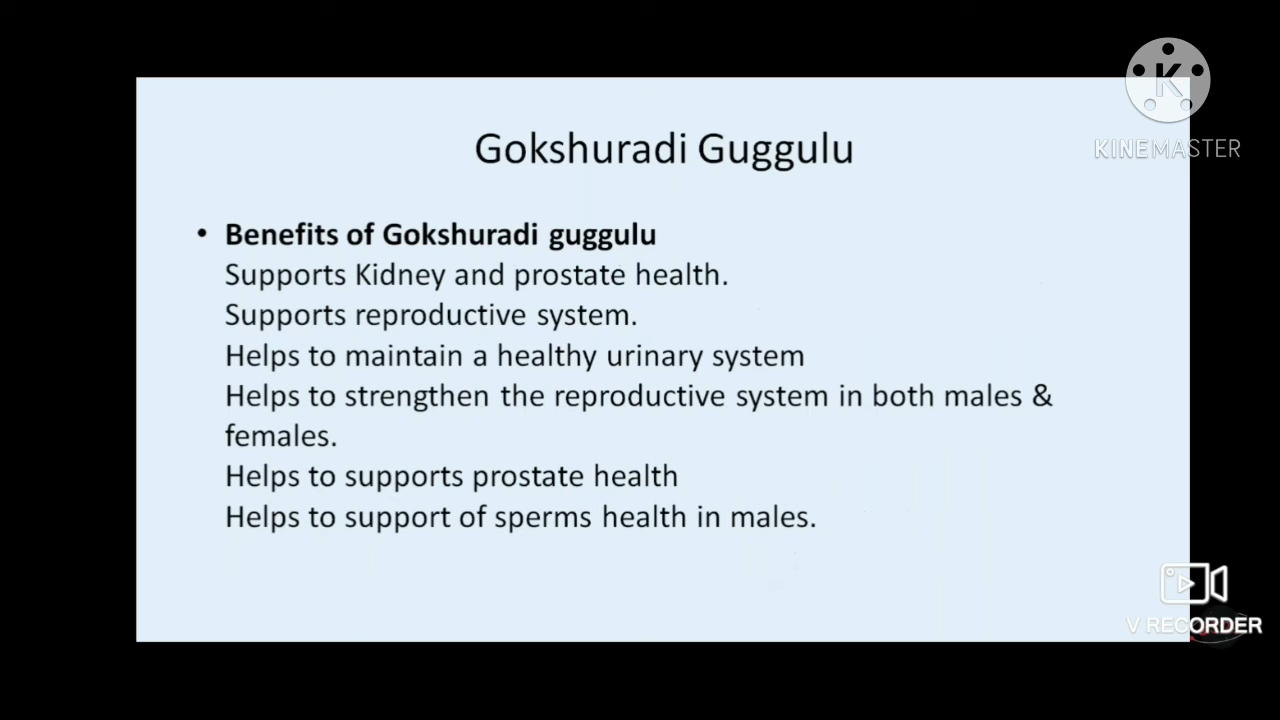 K
KINEMASTER
Gokshuradi Guggulu
• Benefits of Gokshuradi guggulu
Supports Kidney and prostate health.
Supports reproductive system.
Helps to maintain a healthy urinary system
Helps to strengthen the reproductive system in both males &
females.
Helps to supports prostate health
Helps to support of sperms health in males.
V RECORDER